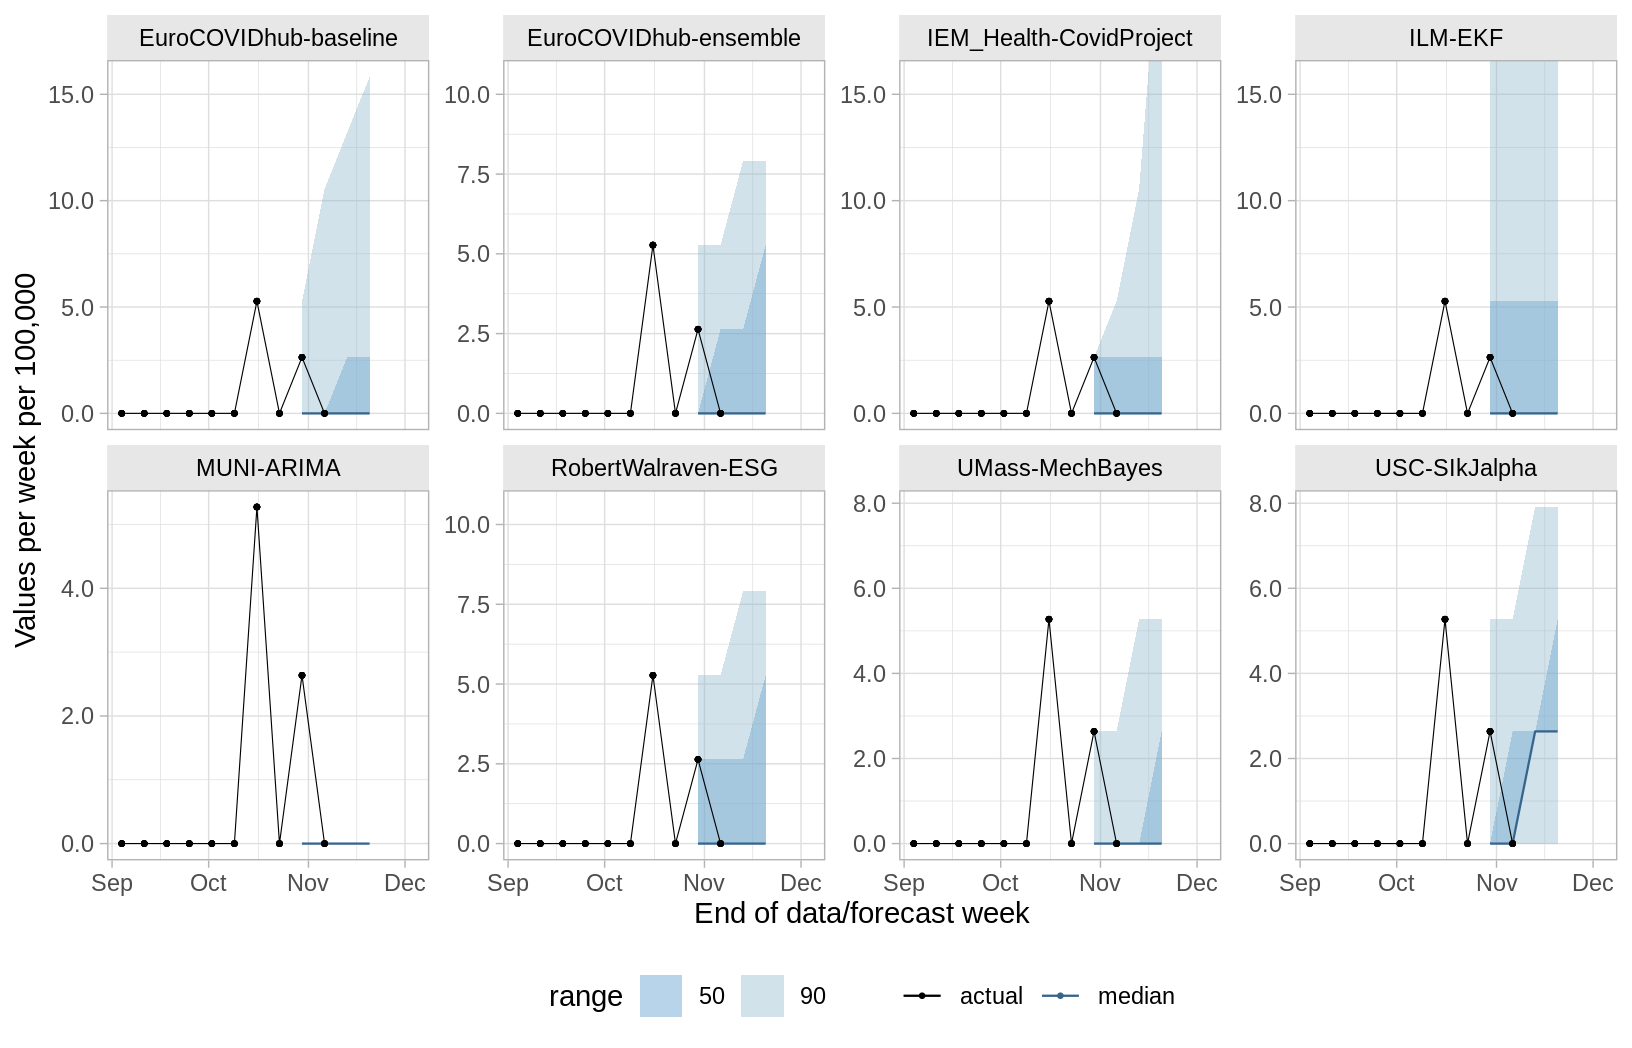 EuroCOVIDhub-baseline EuroCOVIDhub-ensemble IEM_Health-CovidProject ILM-EKF
15.0 10.0 15.0 15.0
7.5
10.0 10.0 10.0
5.0
5.0 5.0 5.0
2.5
0.0 0.0 0.0 0.0
Values per week per 100,000
MUNI-ARIMA RobertWalraven-ESG UMass-MechBayes USC-SIkJalpha
8.0 8.0
10.0
4.0 7.5 6.0 6.0
5.0 4.0 4.0
2.0
2.5 2.0 2.0
0.0 0.0 0.0 0.0
Sep Oct Nov Dec Sep Oct Nov Dec Sep Oct Nov Dec Sep Oct Nov Dec
End of data/forecast week
range 50 90 actual median